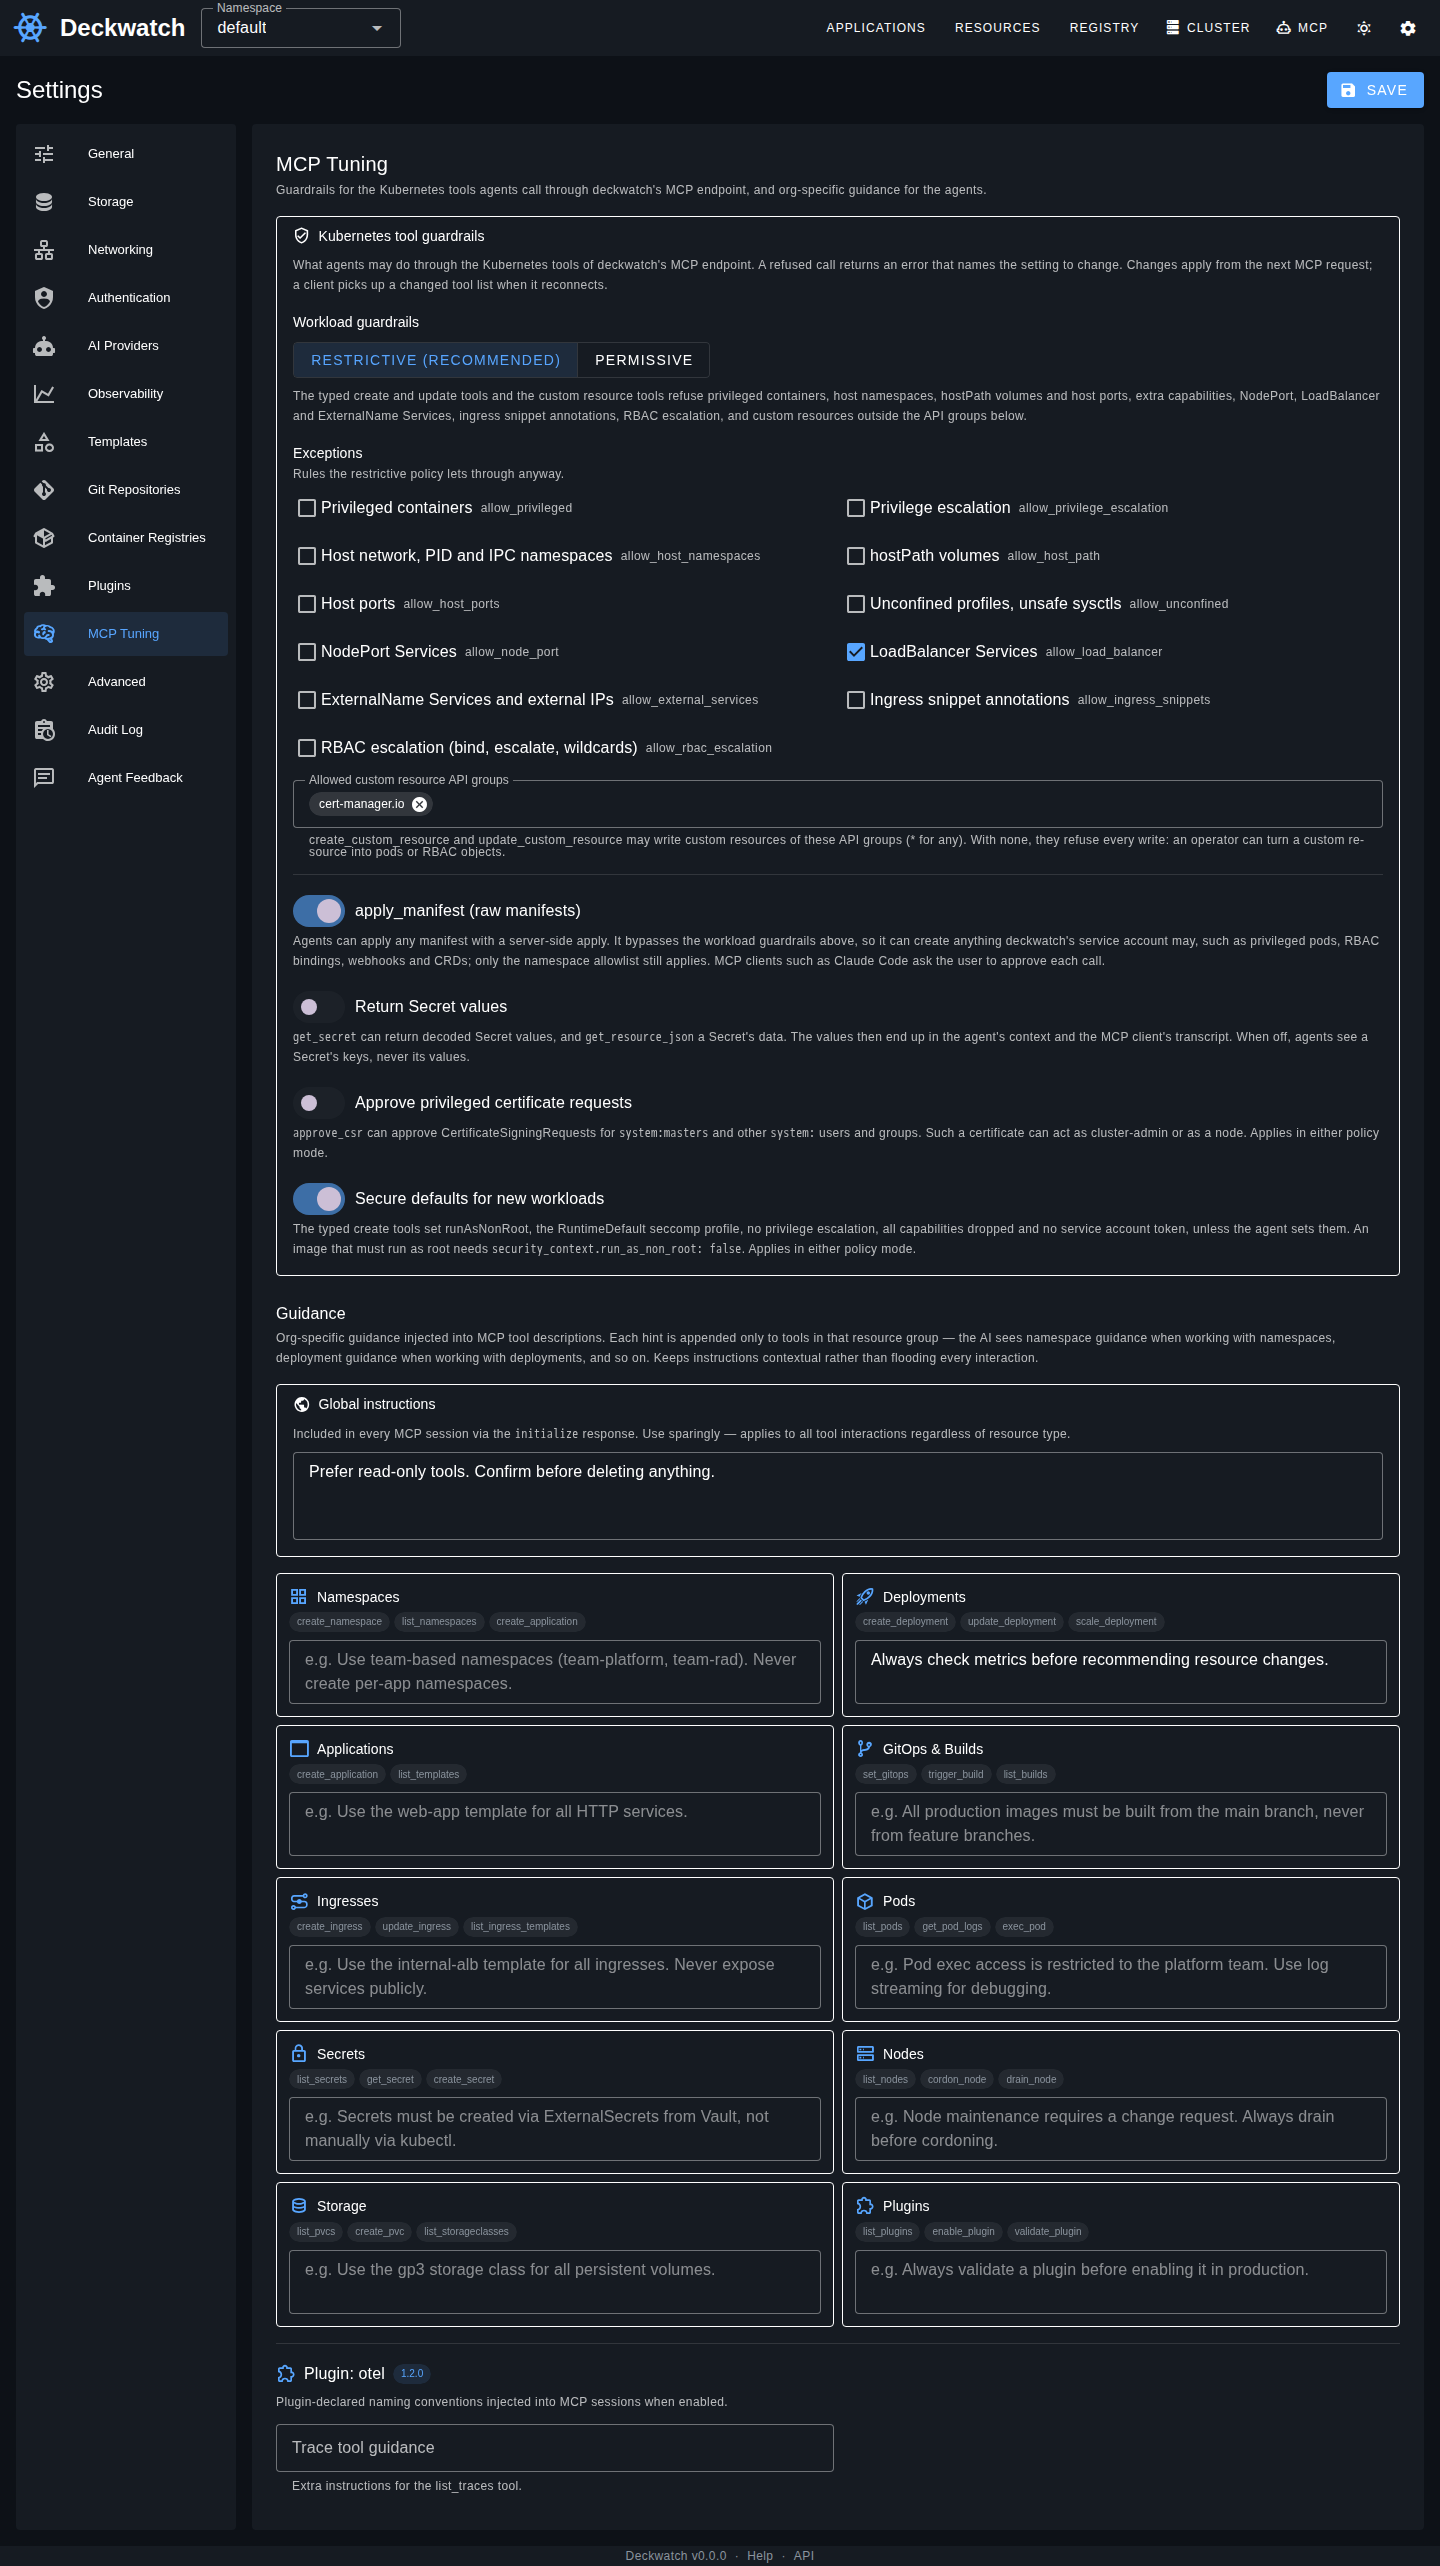 Namespace
Deckwatch
default
APPLICATIONS
RESOURCES
REGISTRY
CLUSTER
MCP
Settings
SAVE
General
Storage
Networking
Authentication
AI Providers
Observability
Templates
Git Repositories
Container Registries
Plugins
MCP Tuning
Advanced
Audit Log
Agent Feedback
MCP Tuning
Guardrails for the Kubernetes tools agents call through deckwatch's MCP endpoint, and org-specific guidance for the agents.
Kubernetes tool guardrails
What agents may do through the Kubernetes tools of deckwatch's MCP endpoint. A refused call returns an error that names the setting to change. Changes apply from the next MCP request;
a client picks up a changed tool list when it reconnects.
Workload guardrails
RESTRICTIVE (RECOMMENDED)
PERMISSIVE
The typed create and update tools and the custom resource tools refuse privileged containers, host namespaces, hostPath volumes and host ports, extra capabilities, NodePort, LoadBalancer
and ExternalName Services, ingress snippet annotations, RBAC escalation, and custom resources outside the API groups below.
Exceptions
Rules the restrictive policy lets through anyway.
Privileged containers allow_privileged
Privilege escalation allow_privilege_escalation
Host network, PID and IPC namespaces allow_host_namespaces
hostPath volumes allow_host_path
Host ports allow_host_ports
Unconfined profiles, unsafe sysctls allow_unconfined
NodePort Services allow_node_port
LoadBalancer Services allow_load_balancer
ExternalName Services and external IPs allow_external_services
Ingress snippet annotations allow_ingress_snippets
RBAC escalation (bind, escalate, wildcards) allow_rbac_escalation
Allowed custom resource API groups
cert-manager.io
create_custom_resource and update_custom_resource may write custom resources of these API groups (* for any). With none, they refuse every write: an operator can turn a custom re-
source into pods or RBAC objects.
apply_manifest (raw manifests)
Agents can apply any manifest with a server-side apply. It bypasses the workload guardrails above, so it can create anything deckwatch's service account may, such as privileged pods, RBAC
bindings, webhooks and CRDs; only the namespace allowlist still applies. MCP clients such as Claude Code ask the user to approve each call.
Return Secret values
get_secret can return decoded Secret values, and get_resource_json a Secret's data. The values then end up in the agent's context and the MCP client's transcript. When off, agents see a
Secret's keys, never its values.
Approve privileged certificate requests
approve_csr can approve CertificateSigningRequests for system:masters and other system: users and groups. Such a certificate can act as cluster-admin or as a node. Applies in either policy
mode.
Secure defaults for new workloads
The typed create tools set runAsNonRoot, the RuntimeDefault seccomp profile, no privilege escalation, all capabilities dropped and no service account token, unless the agent sets them. An
image that must run as root needs security_context.run_as_non_root: false. Applies in either policy mode.
Guidance
Org-specific guidance injected into MCP tool descriptions. Each hint is appended only to tools in that resource group — the AI sees namespace guidance when working with namespaces,
deployment guidance when working with deployments, and so on. Keeps instructions contextual rather than flooding every interaction.
Global instructions
Included in every MCP session via the initialize response. Use sparingly — applies to all tool interactions regardless of resource type.
Prefer read-only tools. Confirm before deleting anything.
Namespaces
create_namespace list_namespaces create_application
e.g. Use team-based namespaces (team-platform, team-rad). Never
create per-app namespaces.
Deployments
create_deployment update_deployment scale_deployment
Always check metrics before recommending resource changes.
Applications
create_application list_templates
e.g. Use the web-app template for all HTTP services.
GitOps & Builds
set_gitops trigger_build list_builds
e.g. All production images must be built from the main branch, never
from feature branches.
Ingresses
create_ingress update_ingress list_ingress_templates
e.g. Use the internal-alb template for all ingresses. Never expose
services publicly.
Pods
list_pods get_pod_logs exec_pod
e.g. Pod exec access is restricted to the platform team. Use log
streaming for debugging.
Secrets
list_secrets get_secret create_secret
e.g. Secrets must be created via ExternalSecrets from Vault, not
manually via kubectl.
Nodes
list_nodes cordon_node drain_node
e.g. Node maintenance requires a change request. Always drain
before cordoning.
Storage
list_pvcs create_pvc list_storageclasses
e.g. Use the gp3 storage class for all persistent volumes.
Plugins
list_plugins enable_plugin validate_plugin
e.g. Always validate a plugin before enabling it in production.
Plugin: otel 1.2.0
Plugin-declared naming conventions injected into MCP sessions when enabled.
Trace tool guidance
Extra instructions for the list_traces tool.
Deckwatch v0.0.0 · Help · API